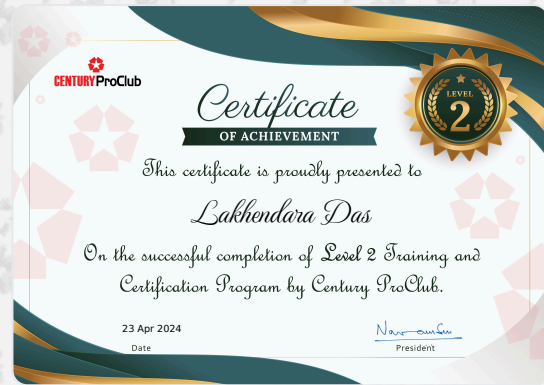 CENTURY ProClub
LEVEL
2
Certificate
OF ACHIEVEMENT
This certificate is proudly presented to
Lakhendara Das
On the successful completion of Level 2 Training and
Certification Program by Century ProClub.
23 Apr 2024
Date
President